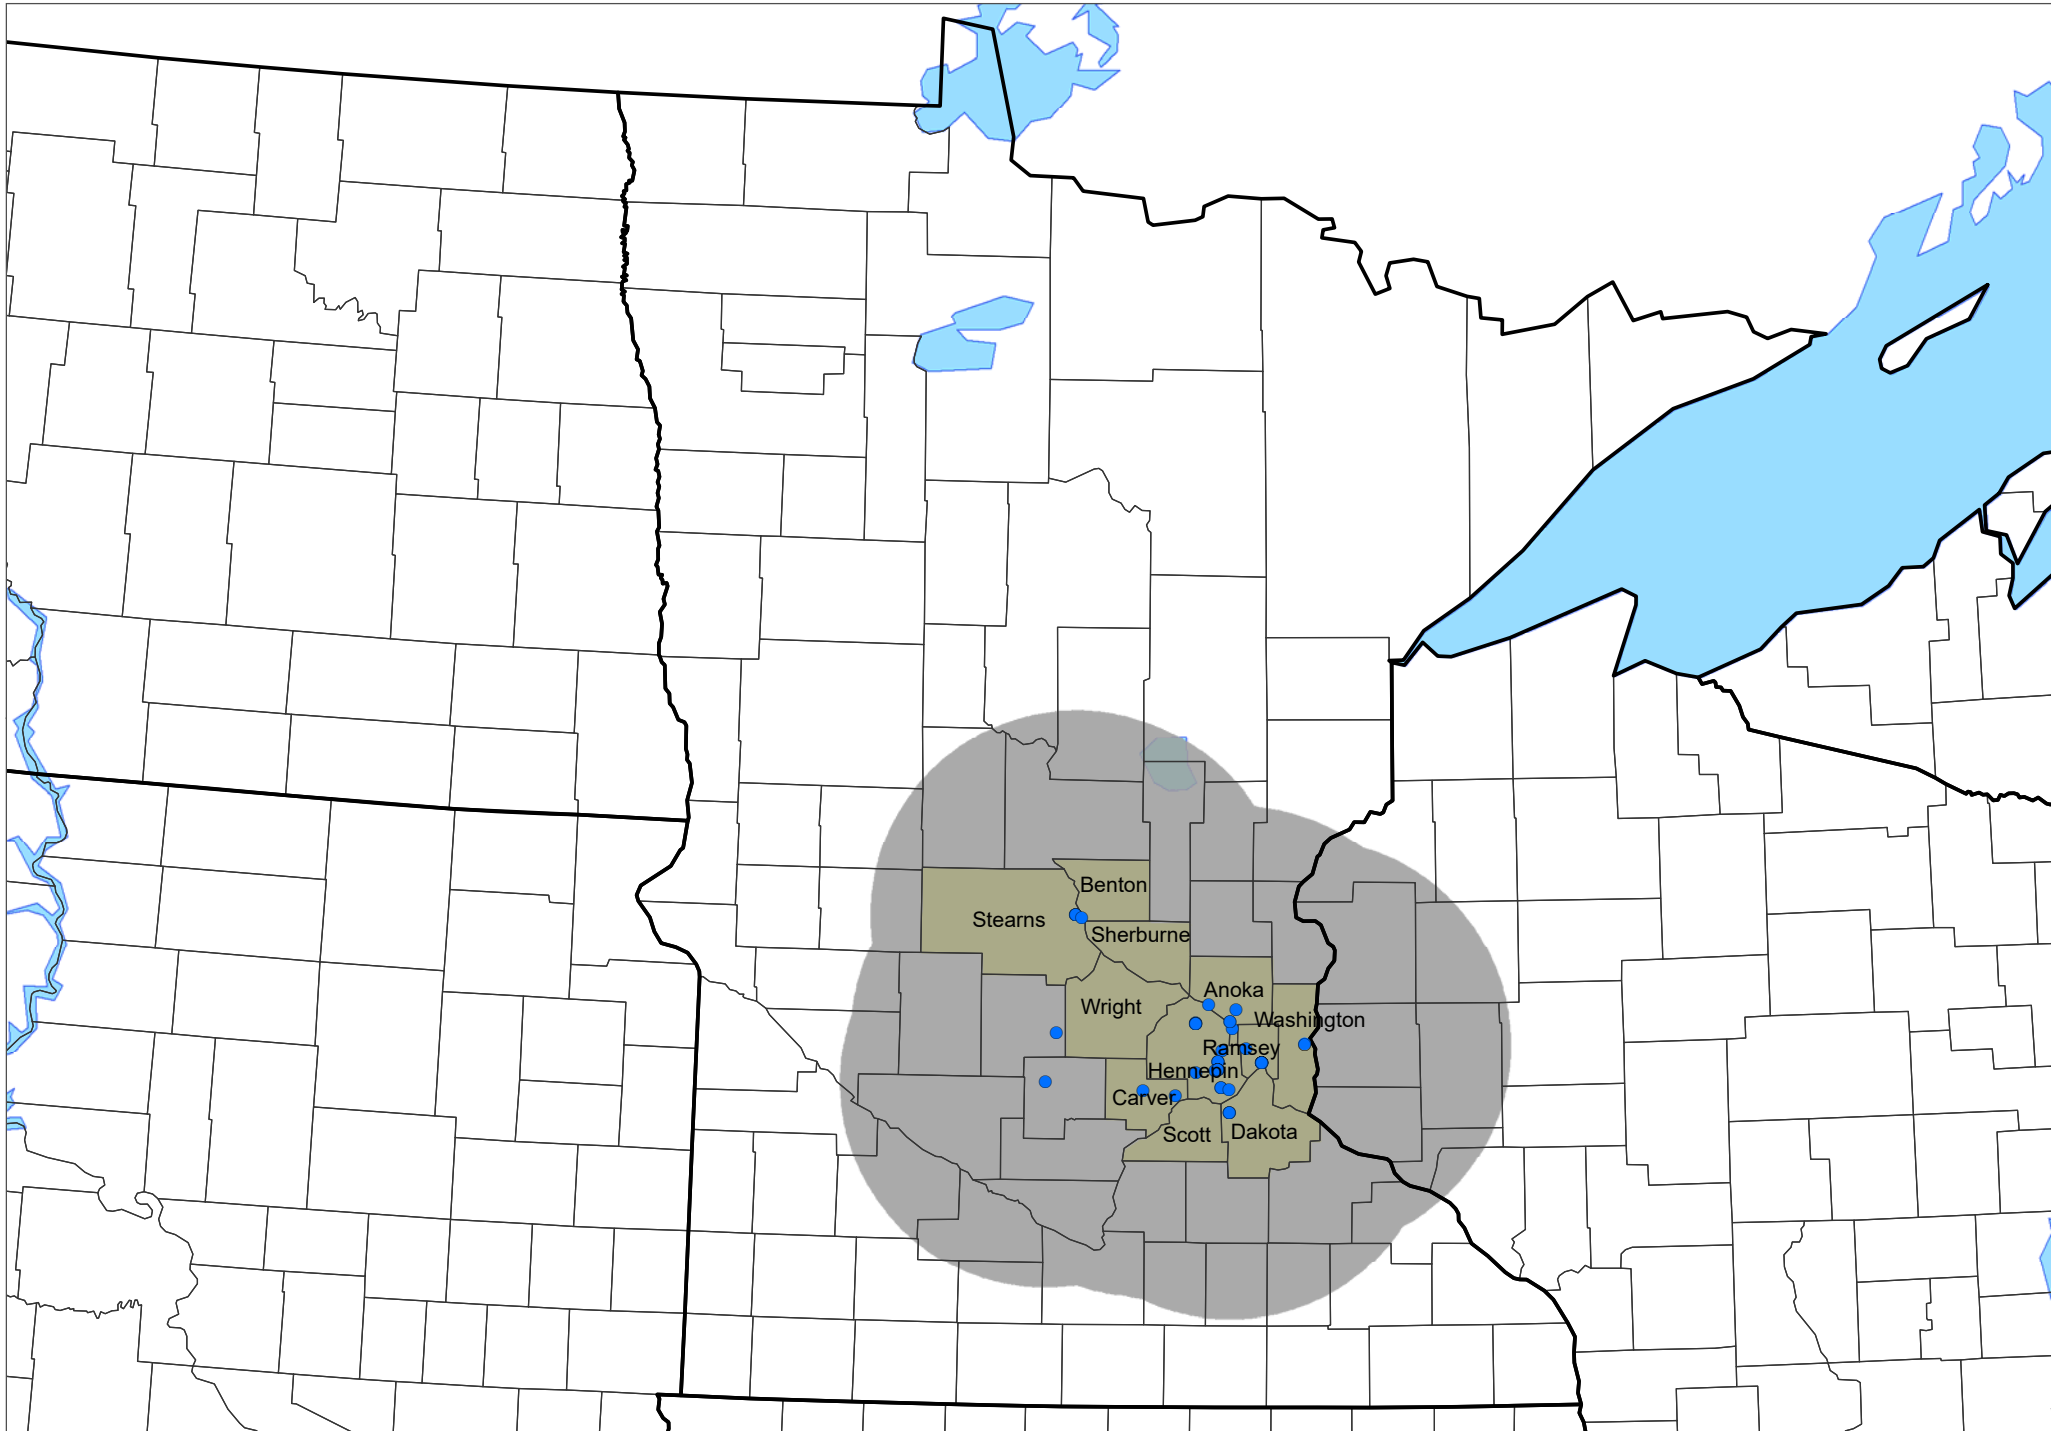 Benton
Stearns
Sherburne
Anoka
Wright
Washington
Ramsey
Hennepin
Carver
Scott
Dakota